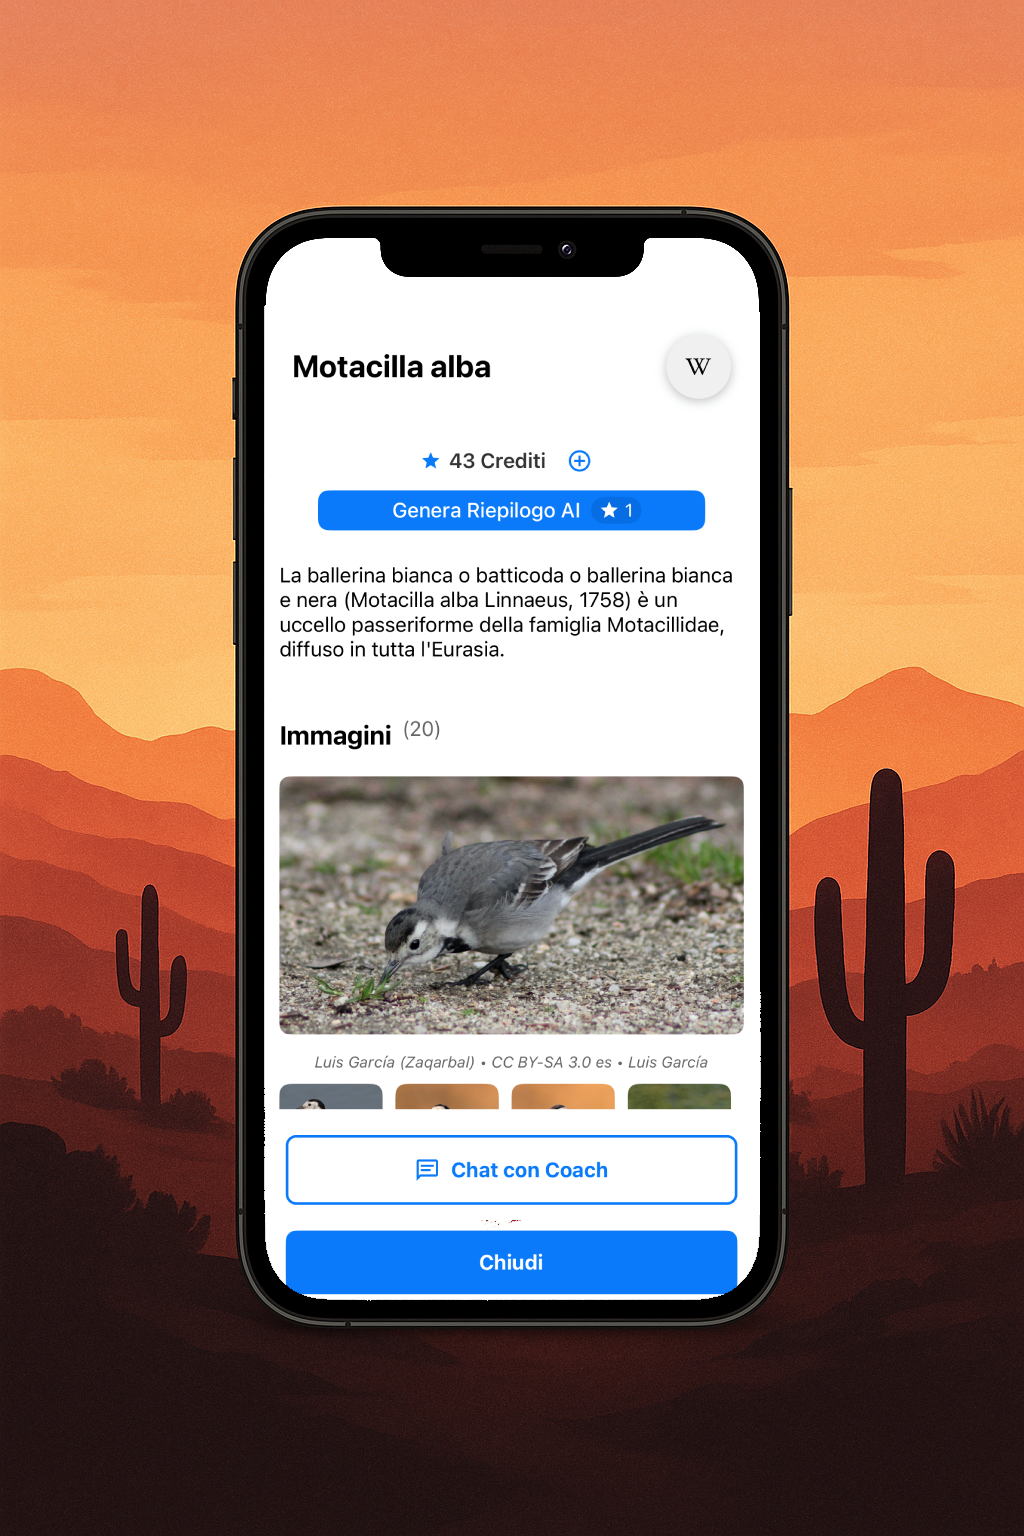 Motacilla alba
W
43 Crediti
Genera Riepilogo AI 1
La ballerina bianca o batticoda o ballerina bianca
e nera (Motacilla alba Linnaeus, 1758) è un
uccello passeriforme della famiglia Motacillidae,
diffuso in tutta l'Eurasia.
Immagini (20)
Luis García (Zaqarbal) • CC BY-SA 3.0 es • Luis García
Chat con Coach
Chiudi